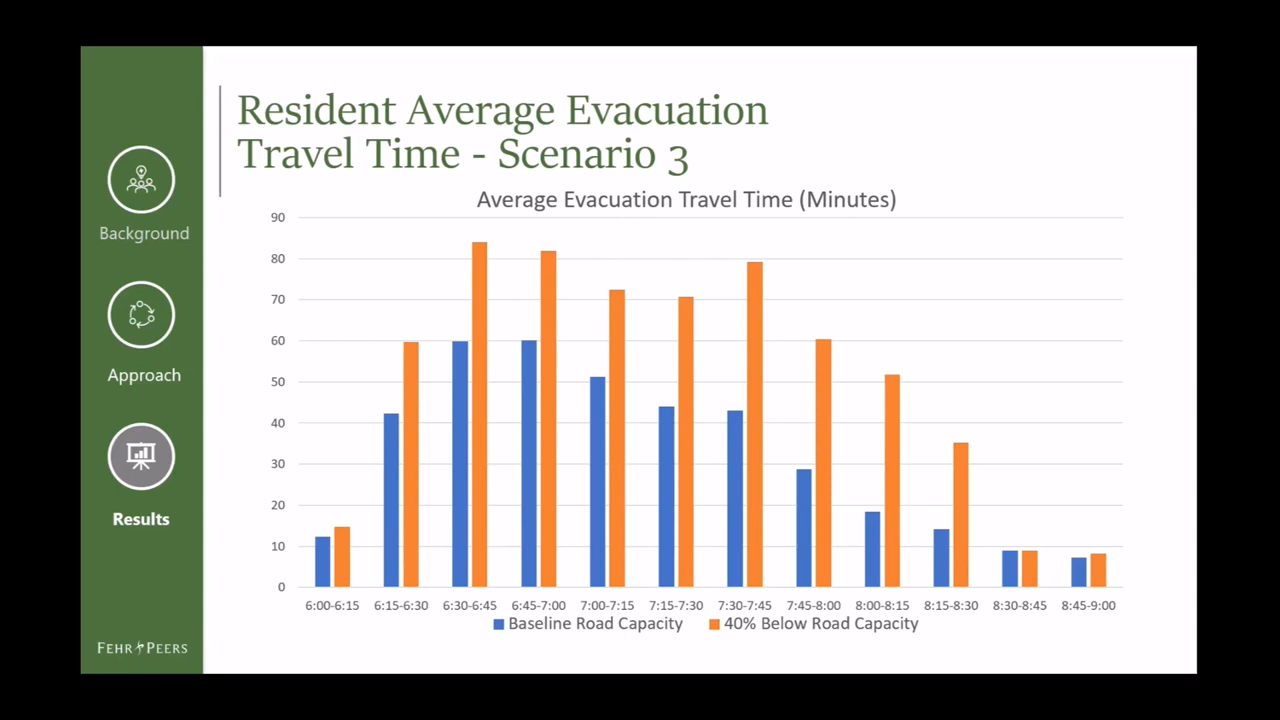 Resident Average Evacuation
Travel Time - Scenario 3
Average Evacuation Travel Time (Minutes)
90
80
70
60
50
40
30
20
10
0
6:00-6:15 6:15-6:30 6:30-6:45 6:45-7:00 7:00-7:15 7:15-7:30 7:30-7:45 7:45-8:00 8:00-8:15 8:15-8:30 8:30-8:45 8:45-9:00
Baseline Road Capacity 40% Below Road Capacity
Background
Approach
Results
FEHR PEERS